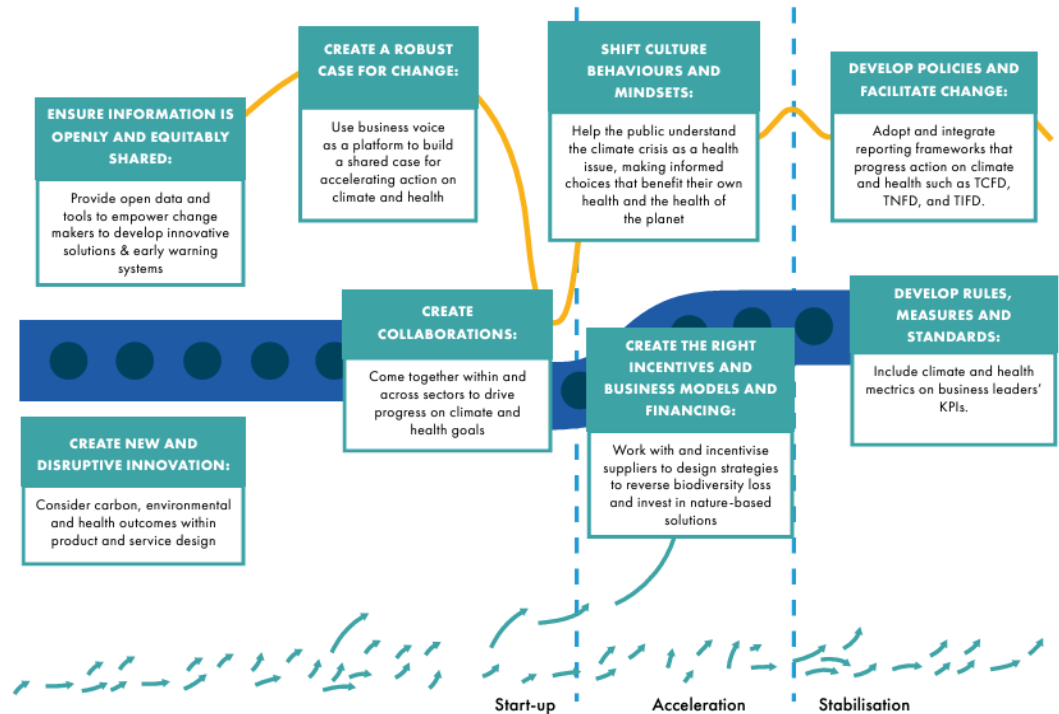 ENSURE INFORMATION IS
OPENLY AND EQUITABLY
SHARED:
Provide open data and
tools to empower change
makers to develop innovative
solutions & early warning
systems
CREATE A ROBUST
CASE FOR CHANGE:
Use business voice
as a platform to build
a shared case for
accelerating action on
climate and health
SHIFT CULTURE
BEHAVIOURS AND
MINDSETS:
Help the public understand
the climate crisis as a health
issue, making informed
choices that benefit their own
health and the health of
the planet
DEVELOP POLICIES AND
FACILITATE CHANGE:
Adopt and integrate
reporting frameworks that
progress action on climate
and health such as TCFD,
TNFD, and TIFD.
CREATE NEW AND
DISRUPTIVE INNOVATION:
Consider carbon, environmental
and health outcomes within
product and service design
CREATE
COLLABORATIONS:
Come together within and
across sectors to drive
progress on climate and
health goals
CREATE THE RIGHT
INCENTIVES AND
BUSINESS MODELS AND
FINANCING:
Work with and incentivise
suppliers to design strategies
to reverse biodiversity loss
and invest in nature-based
solutions
DEVELOP RULES,
MEASURES AND
STANDARDS:
Include climate and health
mectrics on business leaders'
KPIs.
Start-up
Acceleration
Stabilisation